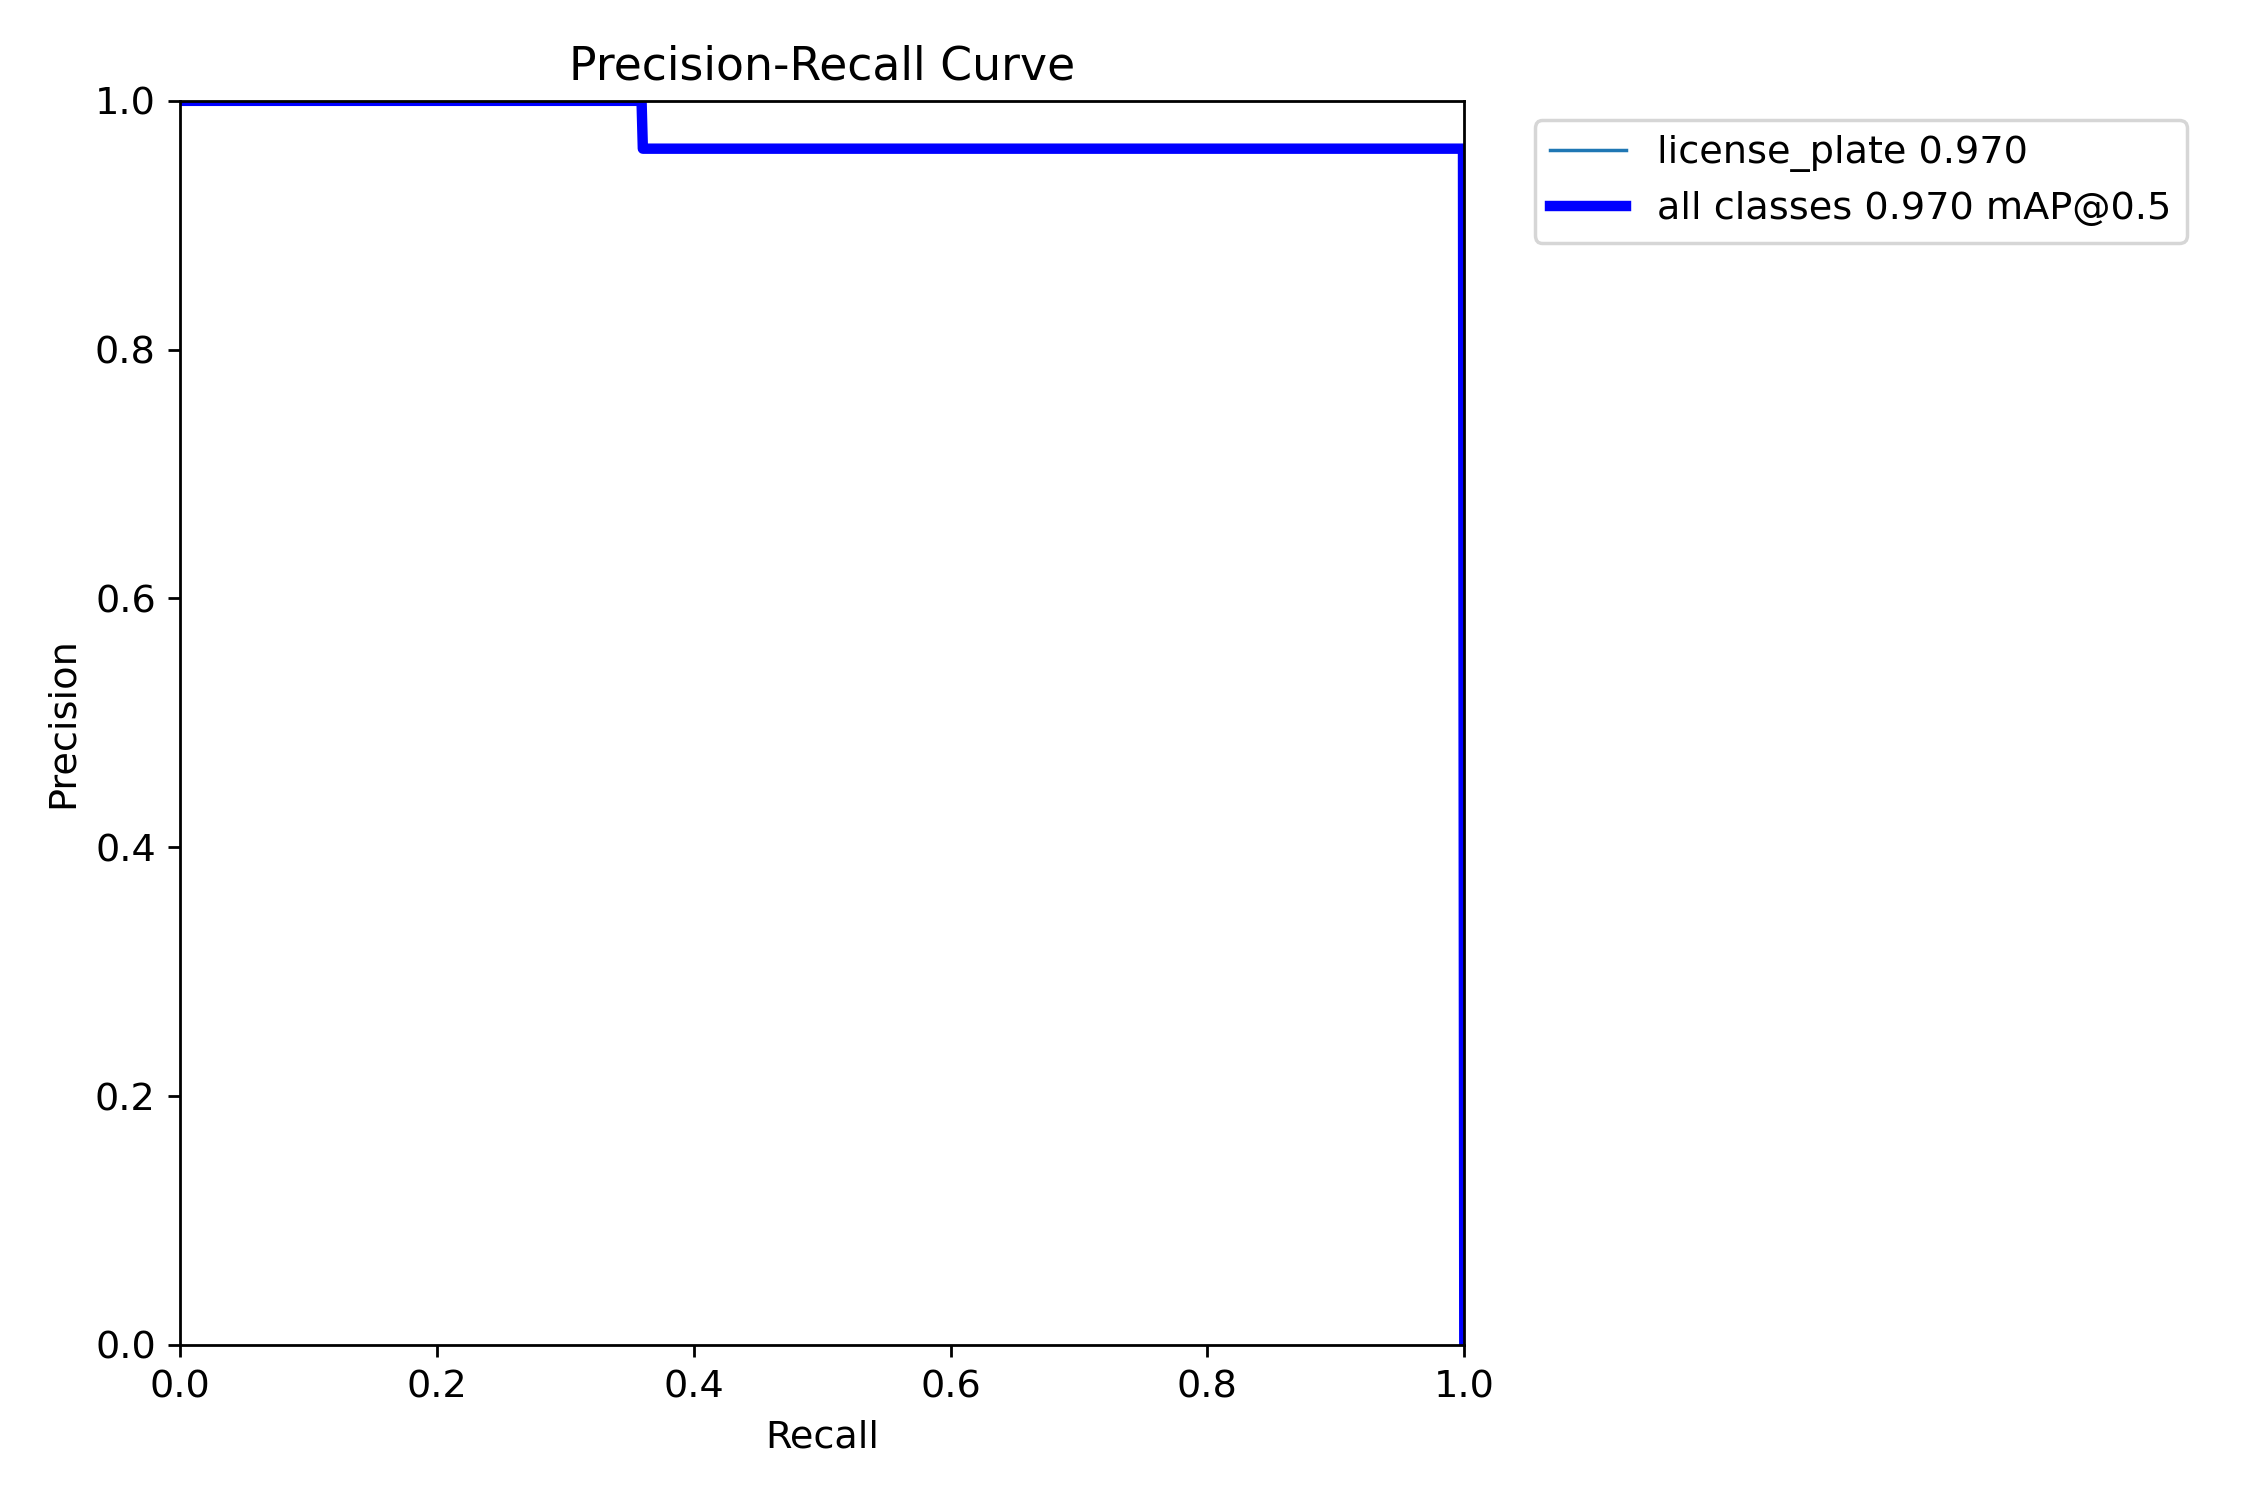 Precision-Recall Curve
license_plate 0.970
all classes 0.970 mAP@0.5
Precision
1.0
0.8
0.6
0.4
0.2
0.0
0.0 0.2 0.4 0.6 0.8 1.0
Recall